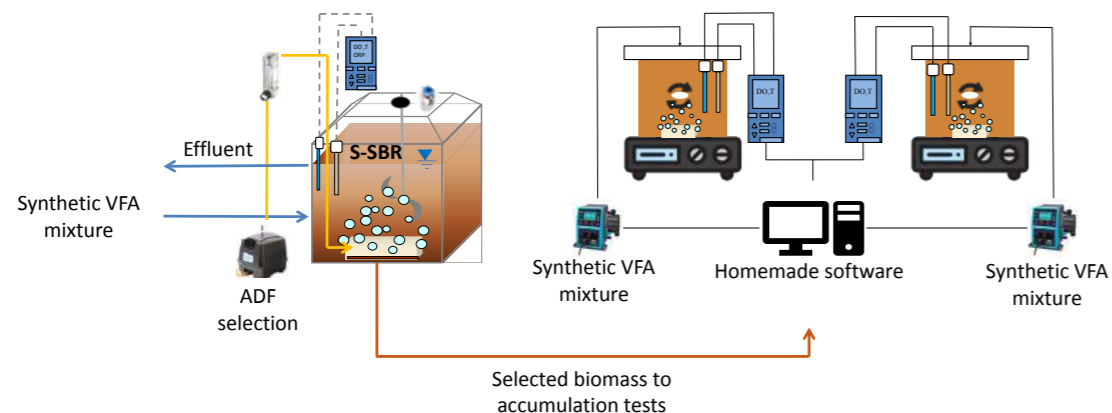 DO,T
ORP
S-SBR
Effluent
Synthetic VFA
mixture
ADF
selection
Selected biomass to
accumulation tests
DO,T
DO,T
Synthetic VFA
mixture
Homemade software
Synthetic VFA
mixture